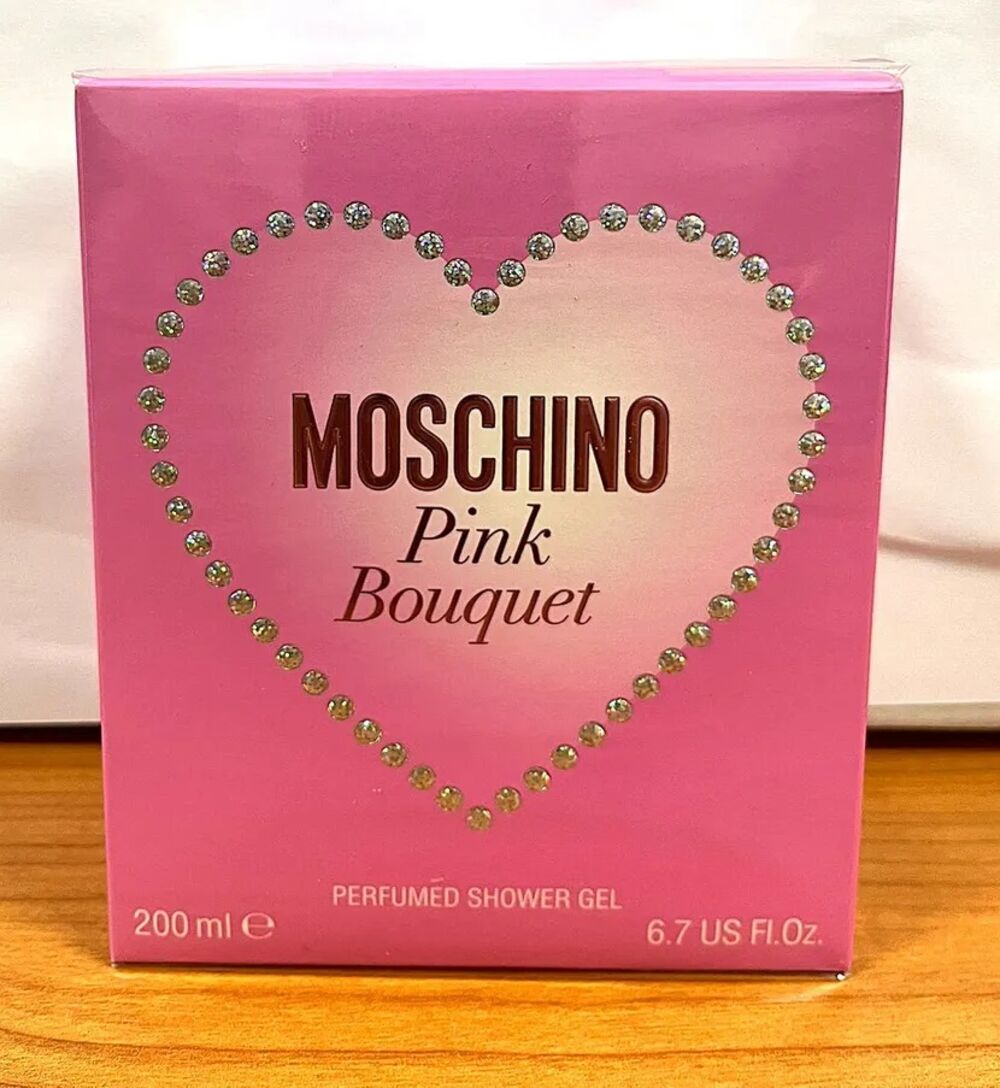 MOSCHINO
Pink
Bouquet
PERFUMED SHOWER GEL
200 ml ℮
6.7 US Fl.Oz.